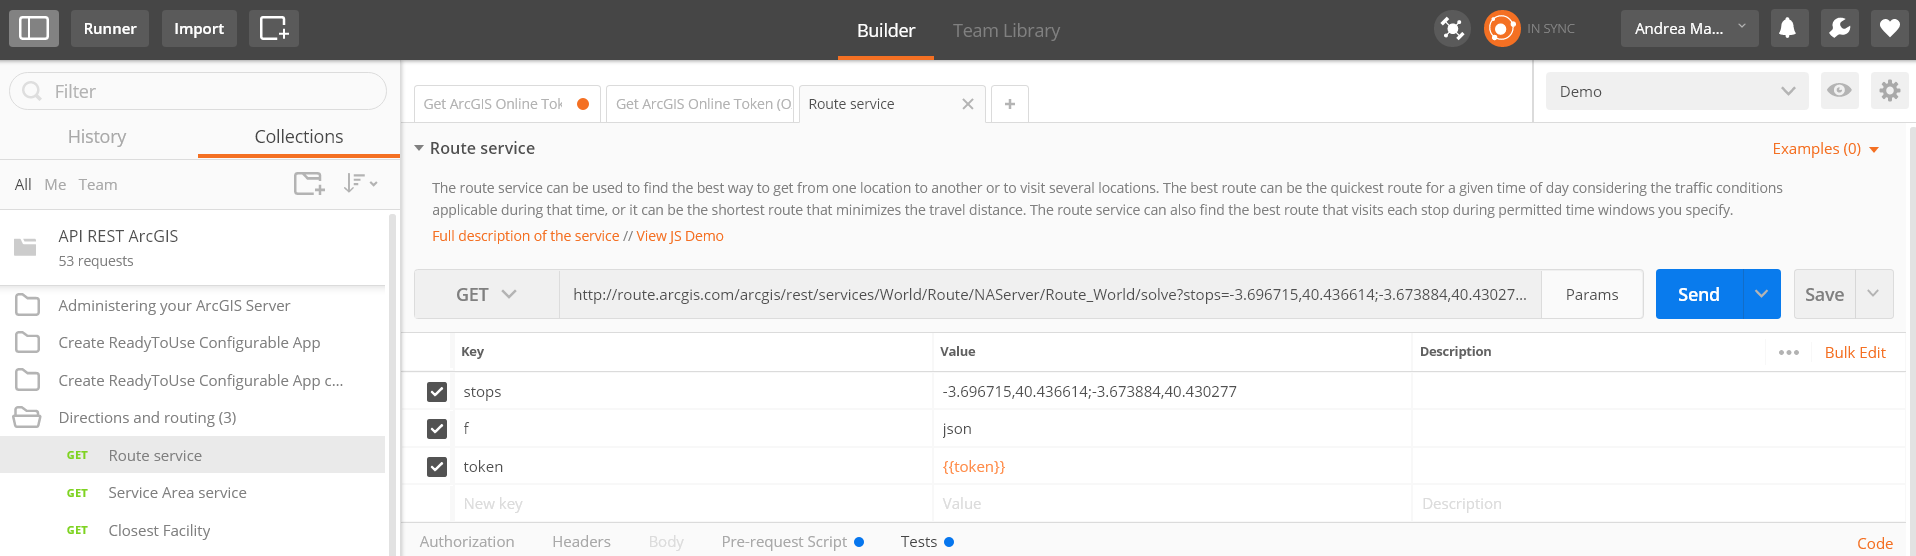 Runner Import Builder Team Library IN SYNC Andrea Ma...
Filter
History Collections
All Me Team
API REST ArcGIS
53 requests
Administering your ArcGIS Server
Create ReadyToUse Configurable App
Create ReadyToUse Configurable App c...
Directions and routing (3)
GET Route service
GET Service Area service
GET Closest Facility
Get ArcGIS Online Tok Get ArcGIS Online Token (O Route service
Demo
Route service
Examples (0)
The route service can be used to find the best way to get from one location to another or to visit several locations. The best route can be the quickest route for a given time of day considering the traffic conditions
applicable during that time, or it can be the shortest route that minimizes the travel distance. The route service can also find the best route that visits each stop during permitted time windows you specify.
Full description of the service // View JS Demo
GET http://route.arcgis.com/arcgis/rest/services/World/Route/NAServer/Route_World/solve?stops=-3.696715,40.436614;-3.673884,40.43027... Params Send Save
Key Value Description Bulk Edit
stops -3.696715,40.436614;-3.673884,40.430277
f json
token {{token}}
New key Value Description
Authorization Headers Body Pre-request Script Tests Code